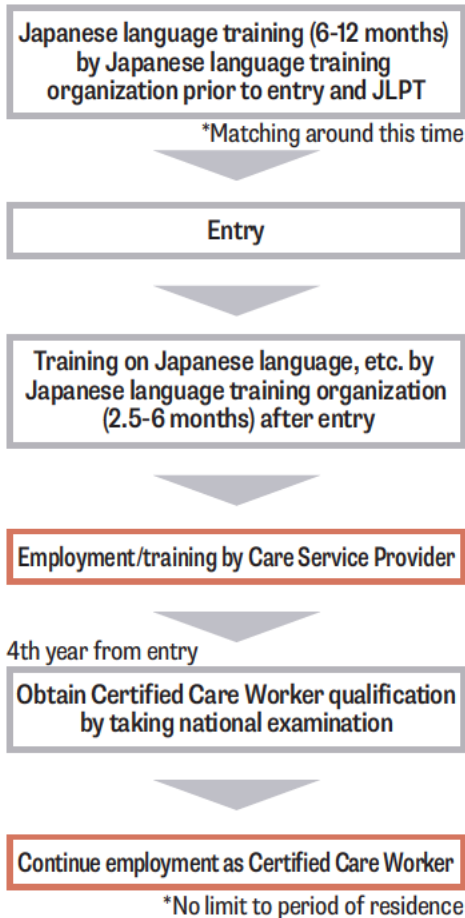 Japanese language training (6-12 months)
by Japanese language training
organization prior to entry and JLPT
*Matching around this time
Entry
Training on Japanese language, etc. by
Japanese language training organization
(2.5-6 months) after entry
Employment/training by Care Service Provider
4th year from entry
Obtain Certified Care Worker qualification
by taking national examination
Continue employment as Certified Care Worker
*No limit to period of residence